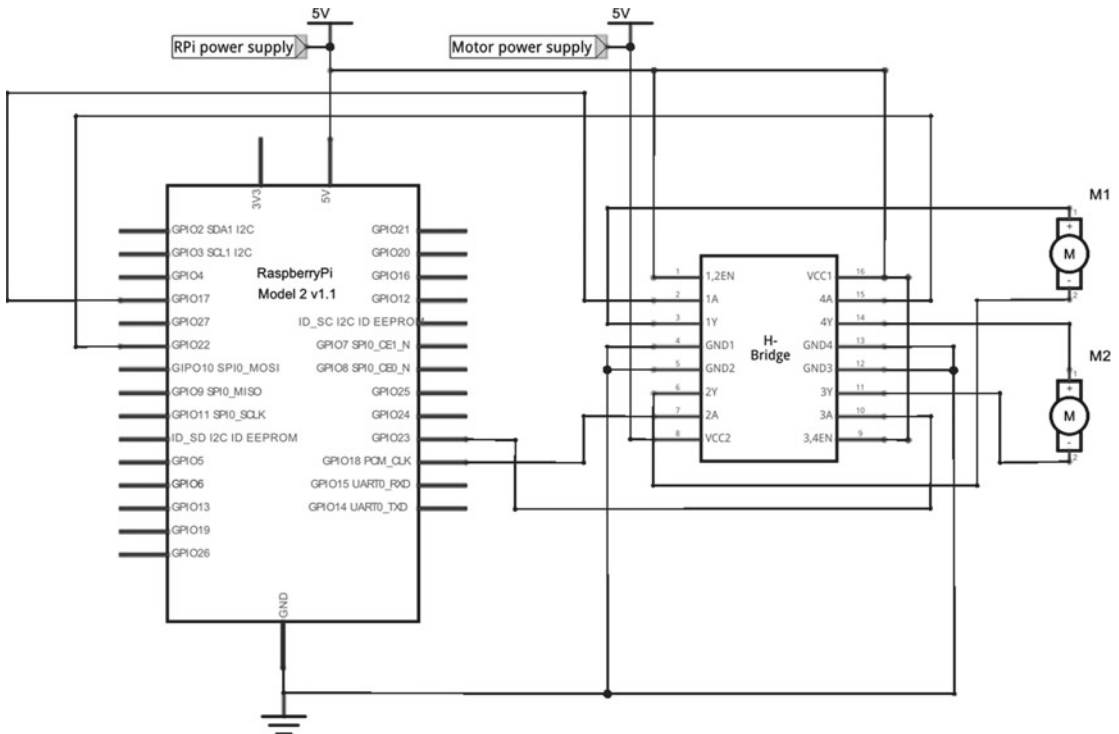 5V
5V
RPi power supply
Motor power supply
3V3
5V
GPIO2 SDA1 I2C
GPIO3 SCL1 I2C
GPIO4
GPIO17
GPIO27
GPIO22
GIPO10 SPI0_MOSI
GPIO9 SPI0_MISO
GPIO11 SPI0_SCLK
ID_SD I2C ID EEPROM
GPIO5
GPIO6
GPIO13
GPIO19
GPIO26
RaspberryPi
Model 2 v1.1
GPIO21
GPIO20
GPIO16
GPIO12
ID_SC I2C ID EEPROM
GPIO7 SPI0_CE1_N
GPIO8 SPI0_CE0_N
GPIO25
GPIO24
GPIO23
GPIO18 PCM_CLK
GPIO15 UART0_RXD
GPIO14 UART0_TXD
GND
1 1,2EN
2 1A
3 1Y
4 GND1
5 GND2
6 2Y
7 2A
8 VCC2
H-
Bridge
VCC1 16
4A 15
4Y 14
GND4 13
GND3 12
3Y 11
3A 10
3,4EN 9
M1
1
+
M
-
2
M2
1
+
M
-
2